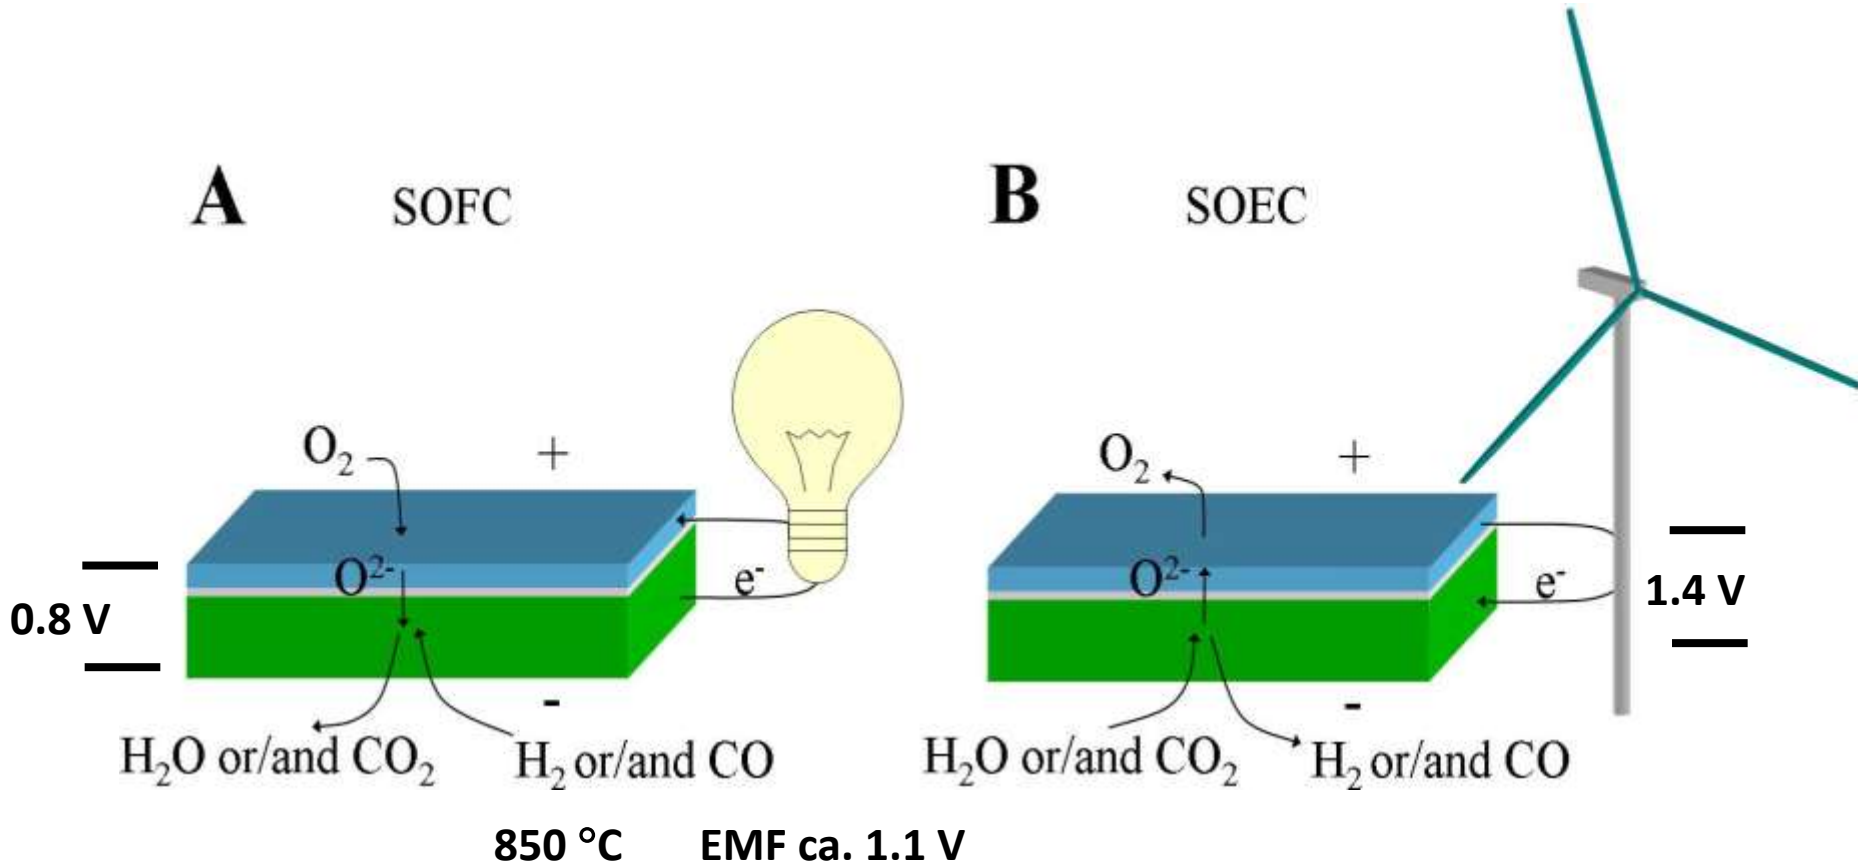 A SOFC
B SOEC
O₂ +
O²⁻
e⁻
0.8 V
-
H₂O or/and CO₂ H₂ or/and CO
O₂ +
O²⁻
e⁻
1.4 V
-
H₂O or/and CO₂ H₂ or/and CO
850 °C EMF ca. 1.1 V